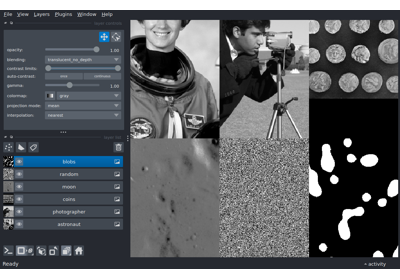 File View Layers Plugins Window Help
opacity: 1.00
blending: translucent_no_depth
contrast limits:
auto-contrast: once continuous
gamma: 1.00
colormap: gray
projection mode: mean
interpolation: nearest
blobs
random
moon
coins
photographer
astronaut
Ready
activity